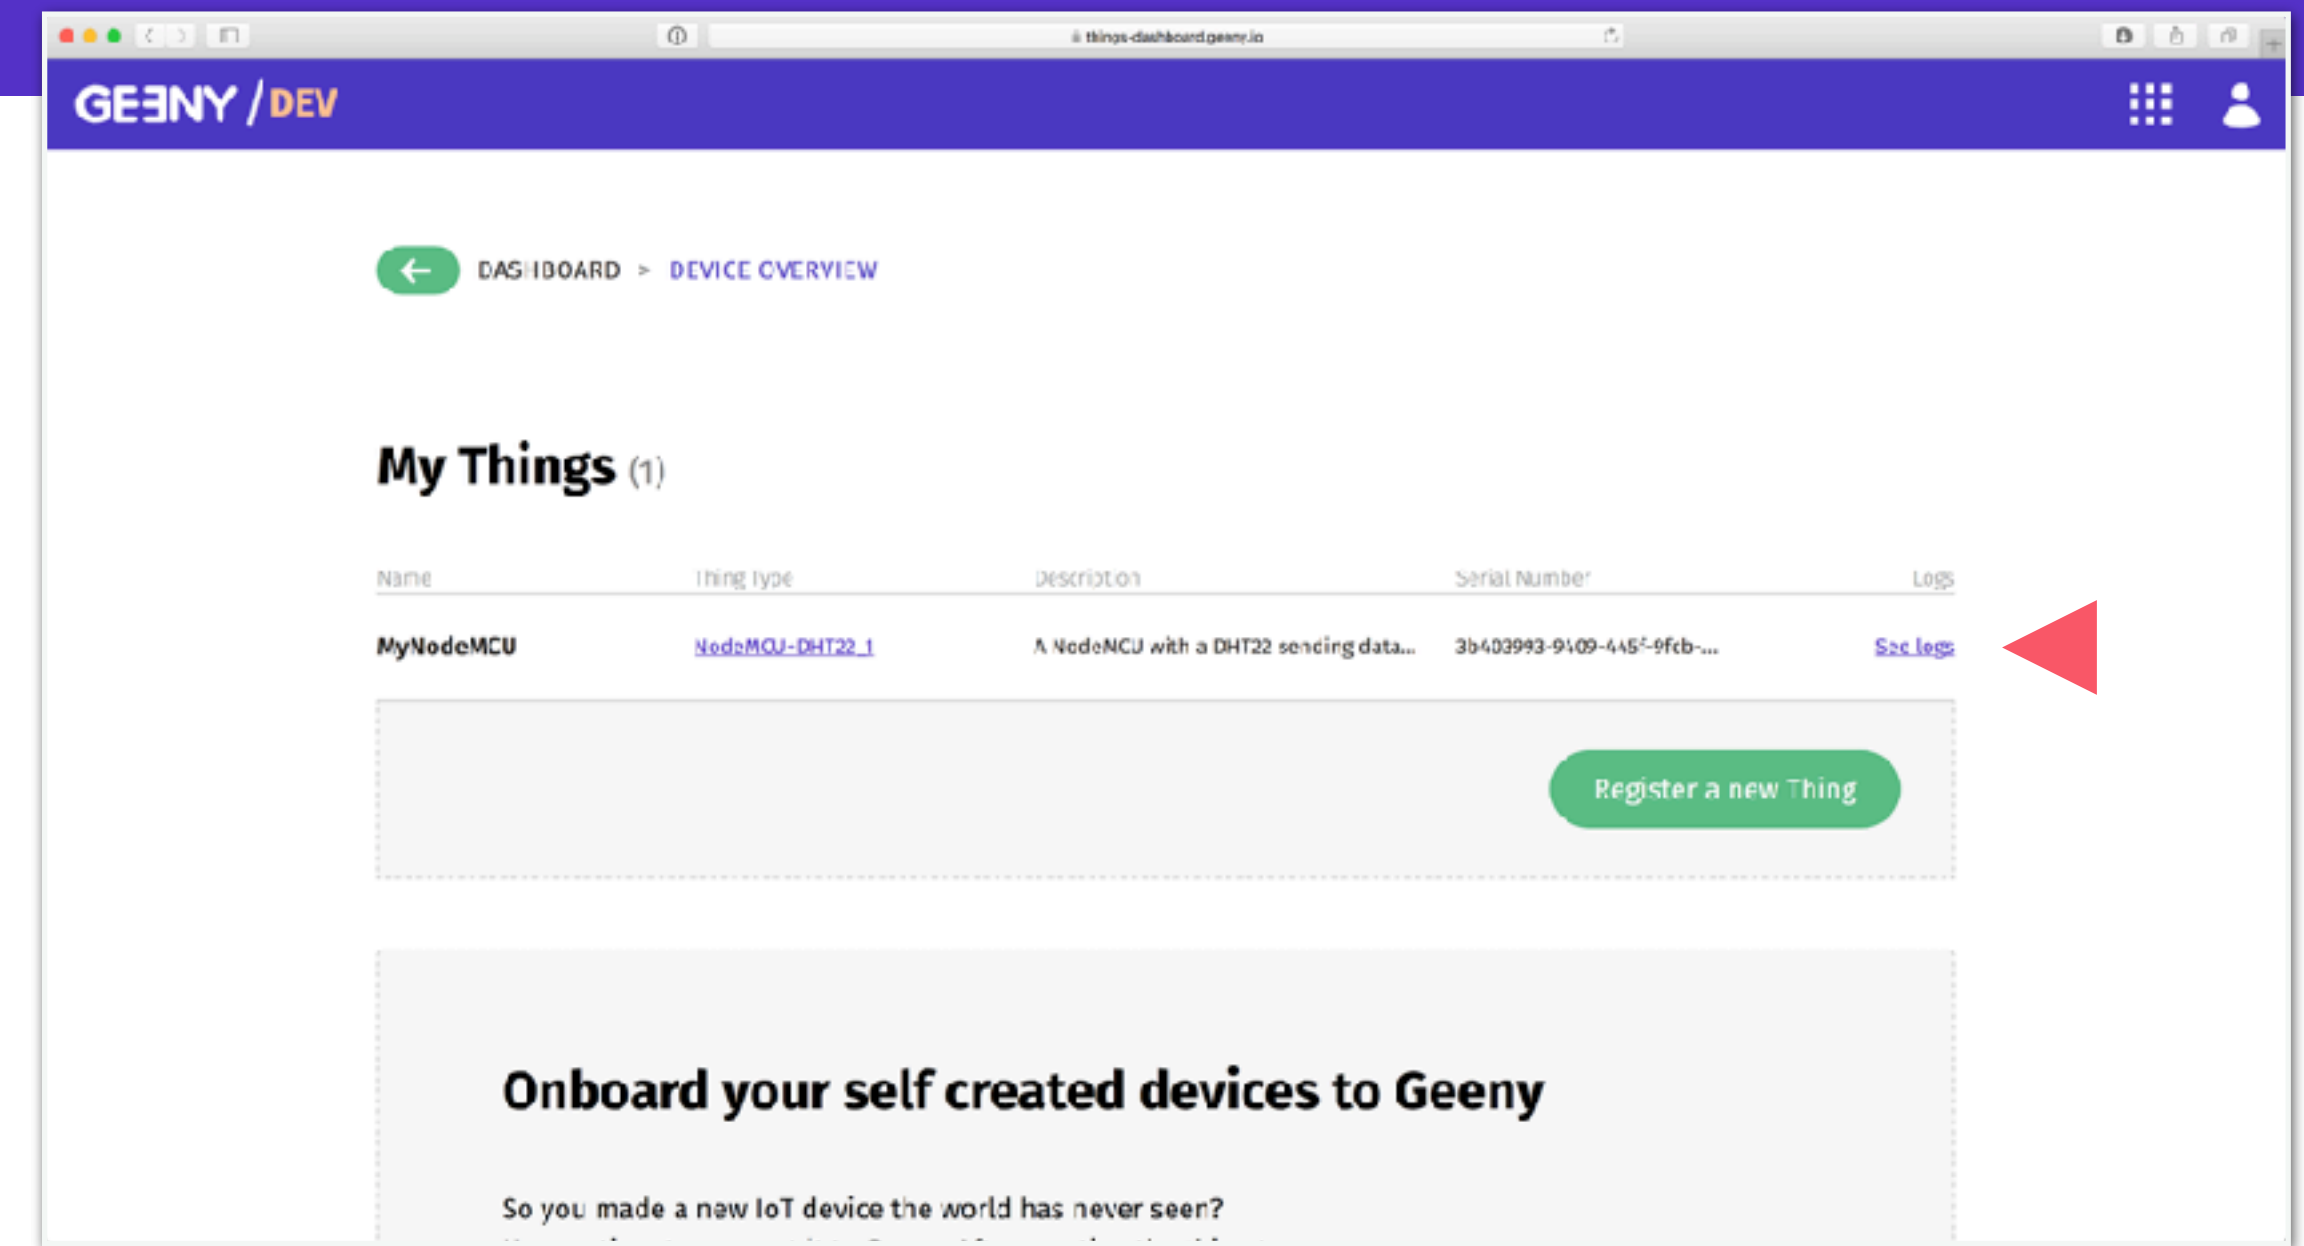 things-dashboard.geeny.io
GEENY / DEV
DASHBOARD > DEVICE OVERVIEW
My Things (1)
Name Thing Type Description Serial Number Logs
MyNodeMCU NodeMCU-DHT22_1 A NodeMCU with a DHT22 sending data... See logs
Register a new Thing
Onboard your self created devices to Geeny
So you made a new IoT device the world has never seen?